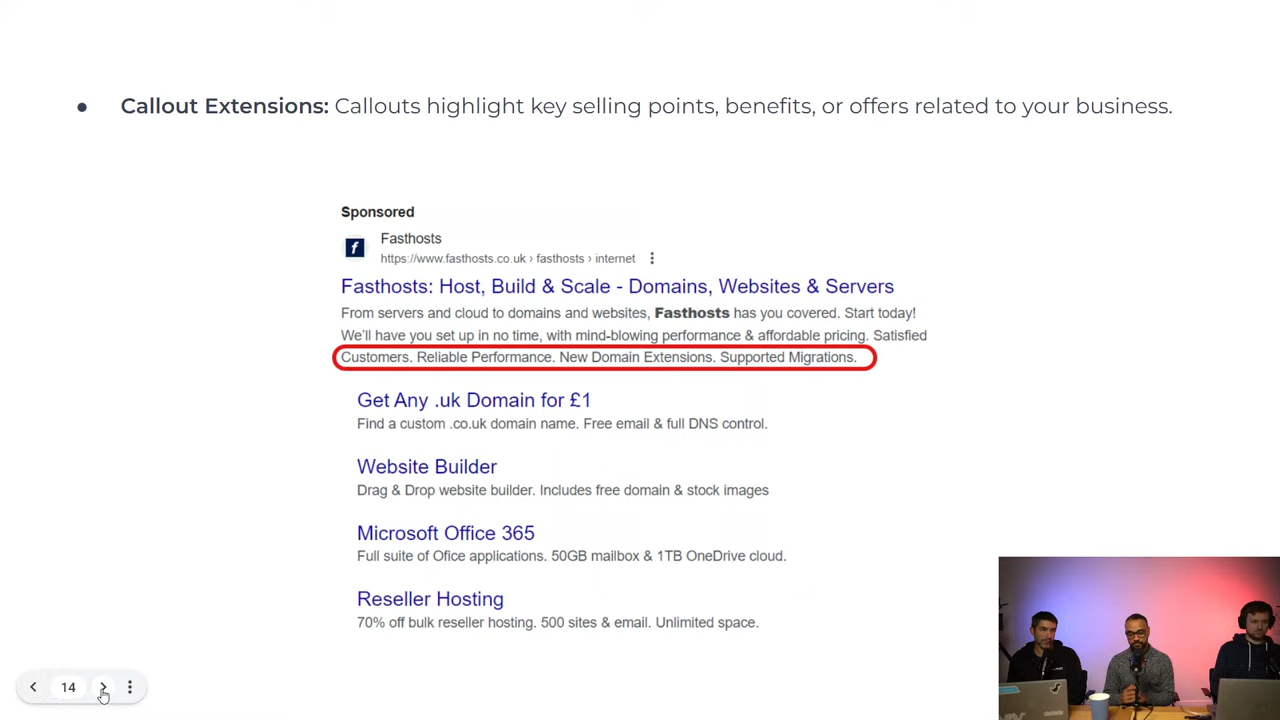 ● Callout Extensions: Callouts highlight key selling points, benefits, or offers related to your business.
Sponsored
f
Fasthosts
https://www.fasthosts.co.uk › fasthosts › internet
Fasthosts: Host, Build & Scale - Domains, Websites & Servers
From servers and cloud to domains and websites, Fasthosts has you covered. Start today!
We'll have you set up in no time, with mind-blowing performance & affordable pricing. Satisfied
Customers. Reliable Performance. New Domain Extensions. Supported Migrations.
Get Any .uk Domain for £1
Find a custom .co.uk domain name. Free email & full DNS control.
Website Builder
Drag & Drop website builder. Includes free domain & stock images
Microsoft Office 365
Full suite of Ofice applications. 50GB mailbox & 1TB OneDrive cloud.
Reseller Hosting
70% off bulk reseller hosting. 500 sites & email. Unlimited space.
14